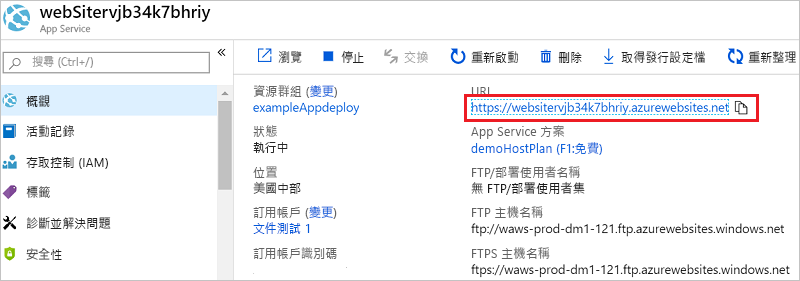 webSitervjb34k7bhriy
App Service
搜尋 (Ctrl+/)
概觀
活動記錄
存取控制 (IAM)
標籤
診斷並解決問題
安全性
瀏覽 停止 交換 重新啟動 刪除 取得發行設定檔 重新整理
資源群組 (變更)
exampleAppdeploy
狀態
執行中
位置
美國中部
訂用帳戶 (變更)
文件測試 1
訂用帳戶識別碼
URL
https://websitervjb34k7bhriy.azurewebsites.net
App Service 方案
demoHostPlan (F1:免費)
FTP/部署使用者名稱
無 FTP/部署使用者集
FTP 主機名稱
ftp://waws-prod-dm1-121.ftp.azurewebsites.windows.net
FTPS 主機名稱
ftps://waws-prod-dm1-121.ftp.azurewebsites.windows.net